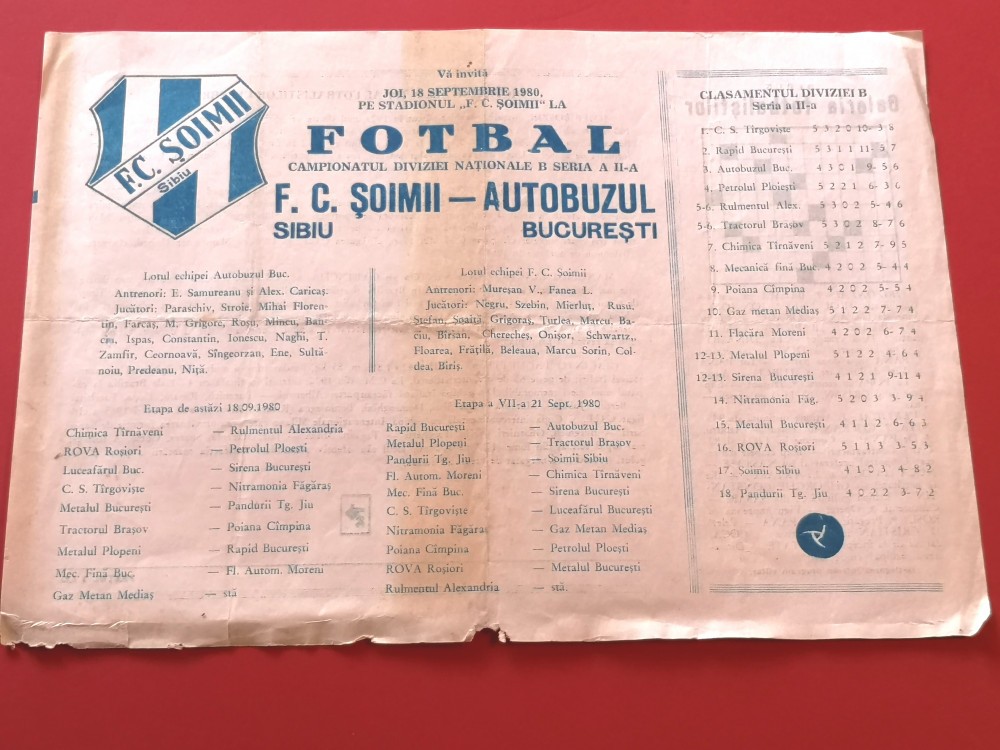 F.C. ȘOIMII
Sibiu
Vă invită
JOI, 18 SEPTEMBRIE 1980,
PE STADIONUL „F. C. ȘOIMII" LA
FOTBAL
CAMPIONATUL DIVIZIEI NAȚIONALE B SERIA A II-A
F. C. ȘOIMII — AUTOBUZUL
SIBIU BUCUREȘTI
Lotul echipei Autobuzul Buc.
Antrenori: E. Samureanu și Alex. Caricaș.
Jucători: Paraschiv, Stroie, Mihai Floren-
tin, Farcaș, M. Grigore, Roșu, Mincu, Ban-
ciu, Ispas, Constantin, Ionescu, Naghi, T.
Zamfir, Ceornoavă, Sîngeorzan, Ene, Sultă-
noiu, Predeanu, Niță.
Lotul echipei F. C. Șoimii
Antrenori: Mureșan V., Fanea L.
Jucători: Negru, Szebin, Mierluț, Rusu,
Ștefan, Șoaită, Grigoraș, Țurlea, Marcu, Ba-
ciu, Bîrsan, Cherecheș, Onișor, Schwartz,
Floarea, Frățilă, Beleaua, Marcu Sorin, Col-
dea, Biriș.
Etapa de astăzi 18.09.1980
Chimica Tîrnăveni — Rulmentul Alexandria
ROVA Roșiori — Petrolul Ploești
Luceafărul Buc. — Sirena București
C. S. Tîrgoviște — Nitramonia Făgăraș
Metalul București — Pandurii Tg. Jiu
Tractorul Brașov — Poiana Cîmpina
Metalul Plopeni — Rapid București
Mec. Fină Buc. — Fl. Autom. Moreni
Gaz Metan Mediaș — stă
Etapa a VII-a 21 Sept. 1980
Rapid București — Autobuzul Buc.
Metalul Plopeni — Tractorul Brașov
Pandurii Tg. Jiu — Șoimii Sibiu
Fl. Autom. Moreni — Chimica Tîrnăveni
Mec. Fină Buc. — Sirena București
C. S. Tîrgoviște — Luceafărul București
Nitramonia Făgăraș — Gaz Metan Mediaș
Poiana Cîmpina — Petrolul Ploești
ROVA Roșiori — Metalul București
Rulmentul Alexandria — stă.
CLASAMENTUL DIVIZIEI B
Seria a II-a
1. C. S. Tîrgoviște 5 3 2 0 10- 3 8
2. Rapid București 5 3 1 1 11- 5 7
3. Autobuzul Buc. 4 3 0 1 9- 5 6
4. Petrolul Ploiești 5 2 2 1 6- 3 6
5-6. Rulmentul Alex. 5 3 0 2 5- 4 6
5-6. Tractorul Brașov 5 3 0 2 8- 7 6
7. Chimica Tîrnăveni 5 2 1 2 7- 9 5
8. Mecanică fină Buc. 4 2 0 2 5- 4 4
9. Poiana Cîmpina 4 2 0 2 5- 5 4
10. Gaz metan Mediaș 5 1 2 2 7- 7 4
11. Flacăra Moreni 4 2 0 2 6- 7 4
12-13. Metalul Plopeni 5 1 2 2 4- 6 4
12-13. Sirena București 4 1 2 1 9-11 4
14. Nitramonia Făg. 5 2 0 3 3- 9 4
15. Metalul București 4 1 1 2 6- 6 3
16. ROVA Roșiori 5 1 1 3 3- 5 3
17. Șoimii Sibiu 4 1 0 3 4- 8 2
18. Pandurii Tg. Jiu 4 0 2 2 3- 7 2